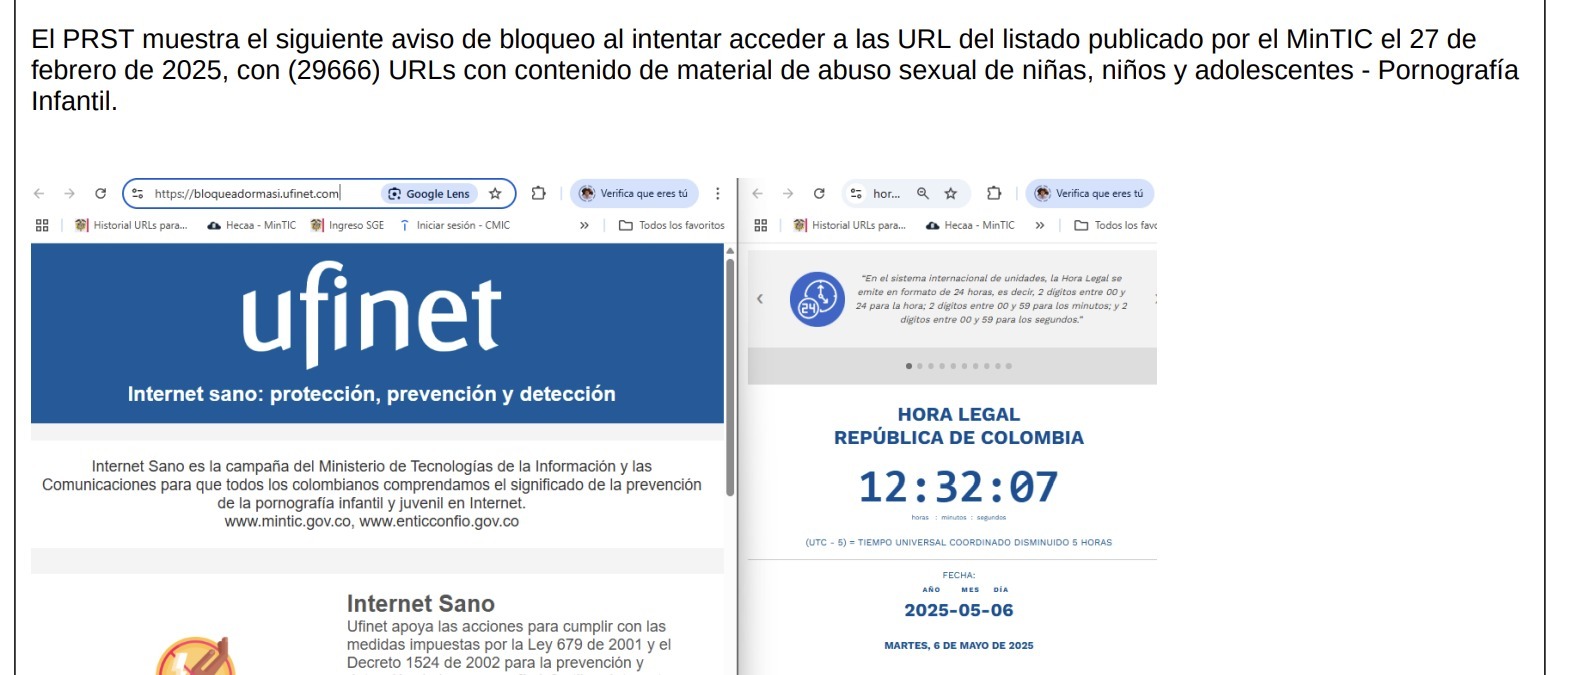 El PRST muestra el siguiente aviso de bloqueo al intentar acceder a las URL del listado publicado por el MinTIC el 27 de
febrero de 2025, con (29666) URLs con contenido de material de abuso sexual de niñas, niños y adolescentes - Pornografía
Infantil.
https://bloqueadormasi.ufinet.com
Google Lens
Verifica que eres tú
Historial URLs para...
Hecaa - MinTIC
Ingreso SGE
Iniciar sesión - CMIC
»
Todos los favoritos
ufinet
Internet sano: protección, prevención y detección
Internet Sano es la campaña del Ministerio de Tecnologías de la Información y las
Comunicaciones para que todos los colombianos comprendamos el significado de la prevención
de la pornografía infantil y juvenil en Internet.
www.mintic.gov.co, www.enticconfio.gov.co
Internet Sano
Ufinet apoya las acciones para cumplir con las
medidas impuestas por la Ley 679 de 2001 y el
Decreto 1524 de 2002 para la prevención y
hor...
Verifica que eres tú
Historial URLs para...
Hecaa - MinTIC
»
Todos los favo
24
“En el sistema internacional de unidades, la Hora Legal se
emite en formato de 24 horas, es decir, 2 dígitos entre 00 y
24 para la hora; 2 dígitos entre 00 y 59 para los minutos; y 2
dígitos entre 00 y 59 para los segundos.”
HORA LEGAL
REPÚBLICA DE COLOMBIA
12:32:07
horas : minutos : segundos
(UTC - 5) = TIEMPO UNIVERSAL COORDINADO DISMINUIDO 5 HORAS
FECHA:
AÑO MES DÍA
2025-05-06
MARTES, 6 DE MAYO DE 2025